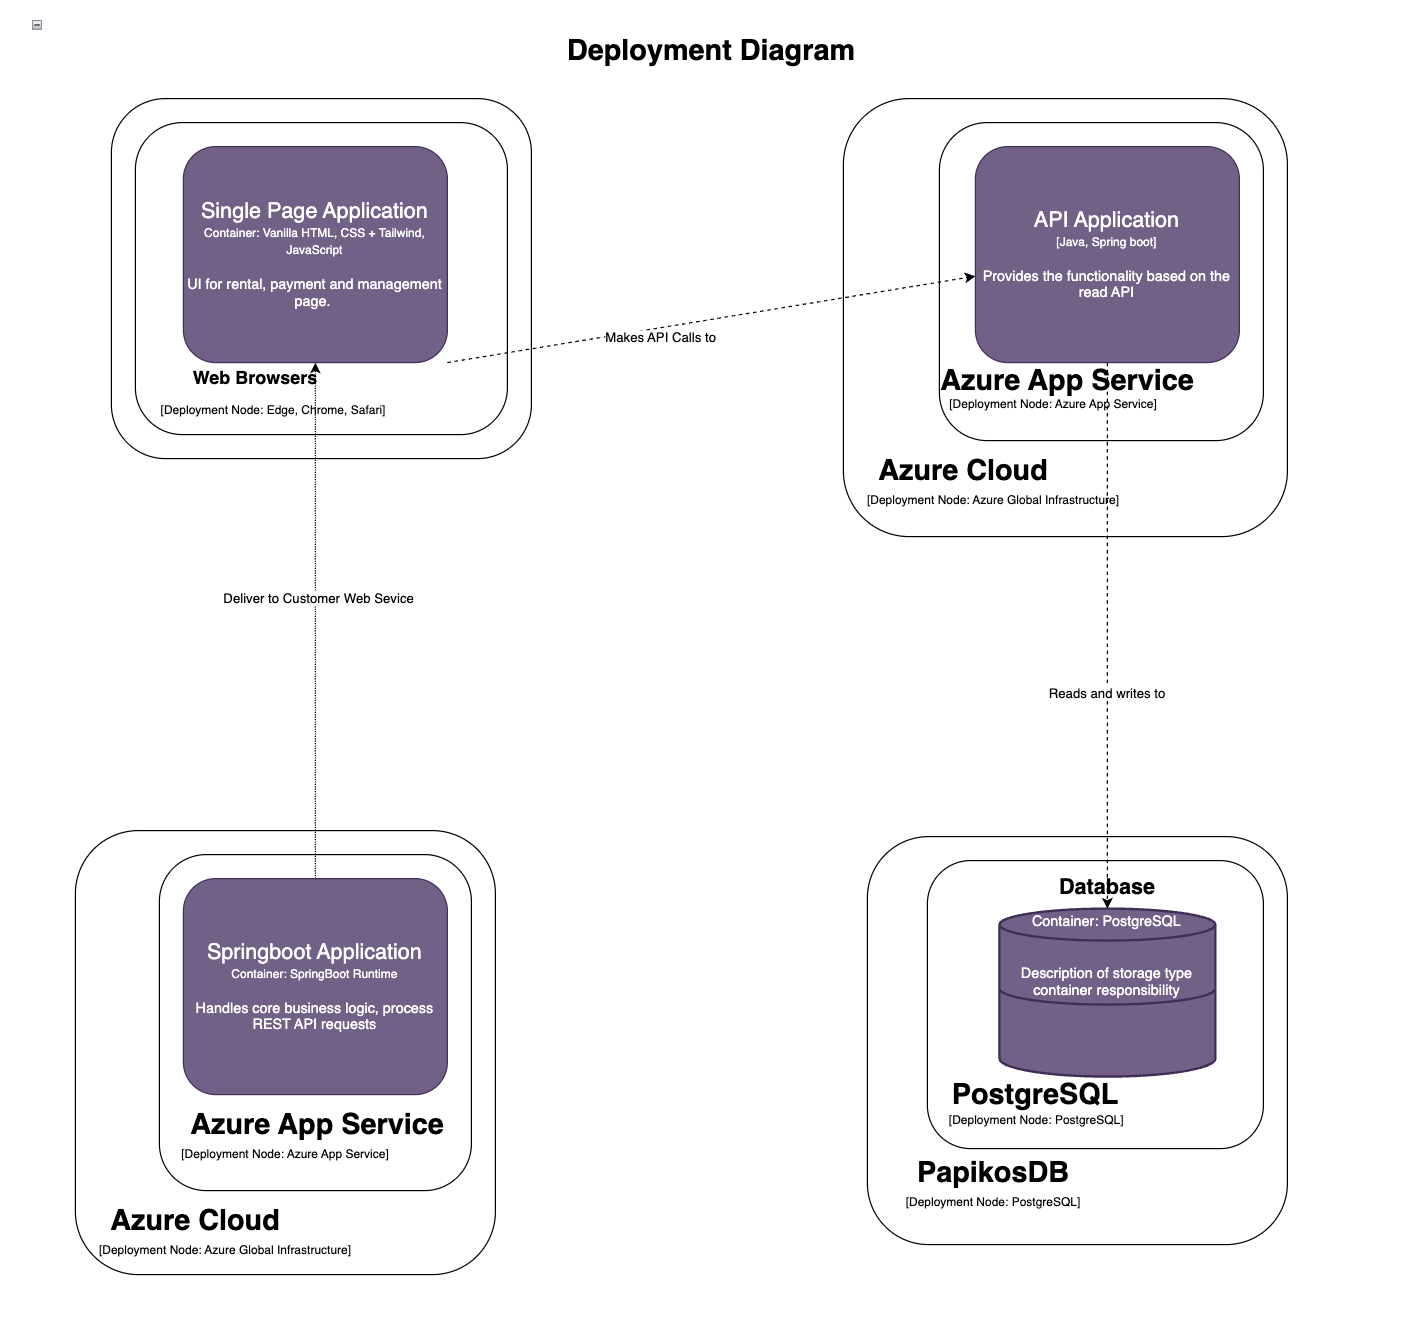 Deployment Diagram
Single Page Application
Container: Vanilla HTML, CSS + Tailwind,
JavaScript
UI for rental, payment and management
page.
Web Browsers
[Deployment Node: Edge, Chrome, Safari]
Makes API Calls to
API Application
[Java, Spring boot]
Provides the functionality based on the
read API
Azure App Service
[Deployment Node: Azure App Service]
Azure Cloud
[Deployment Node: Azure Global Infrastructure]
Deliver to Customer Web Sevice
Reads and writes to
Springboot Application
Container: SpringBoot Runtime
Handles core business logic, process
REST API requests
Azure App Service
[Deployment Node: Azure App Service]
Azure Cloud
[Deployment Node: Azure Global Infrastructure]
Database
Container: PostgreSQL
Description of storage type
container responsibility
PostgreSQL
[Deployment Node: PostgreSQL]
PapikosDB
[Deployment Node: PostgreSQL]